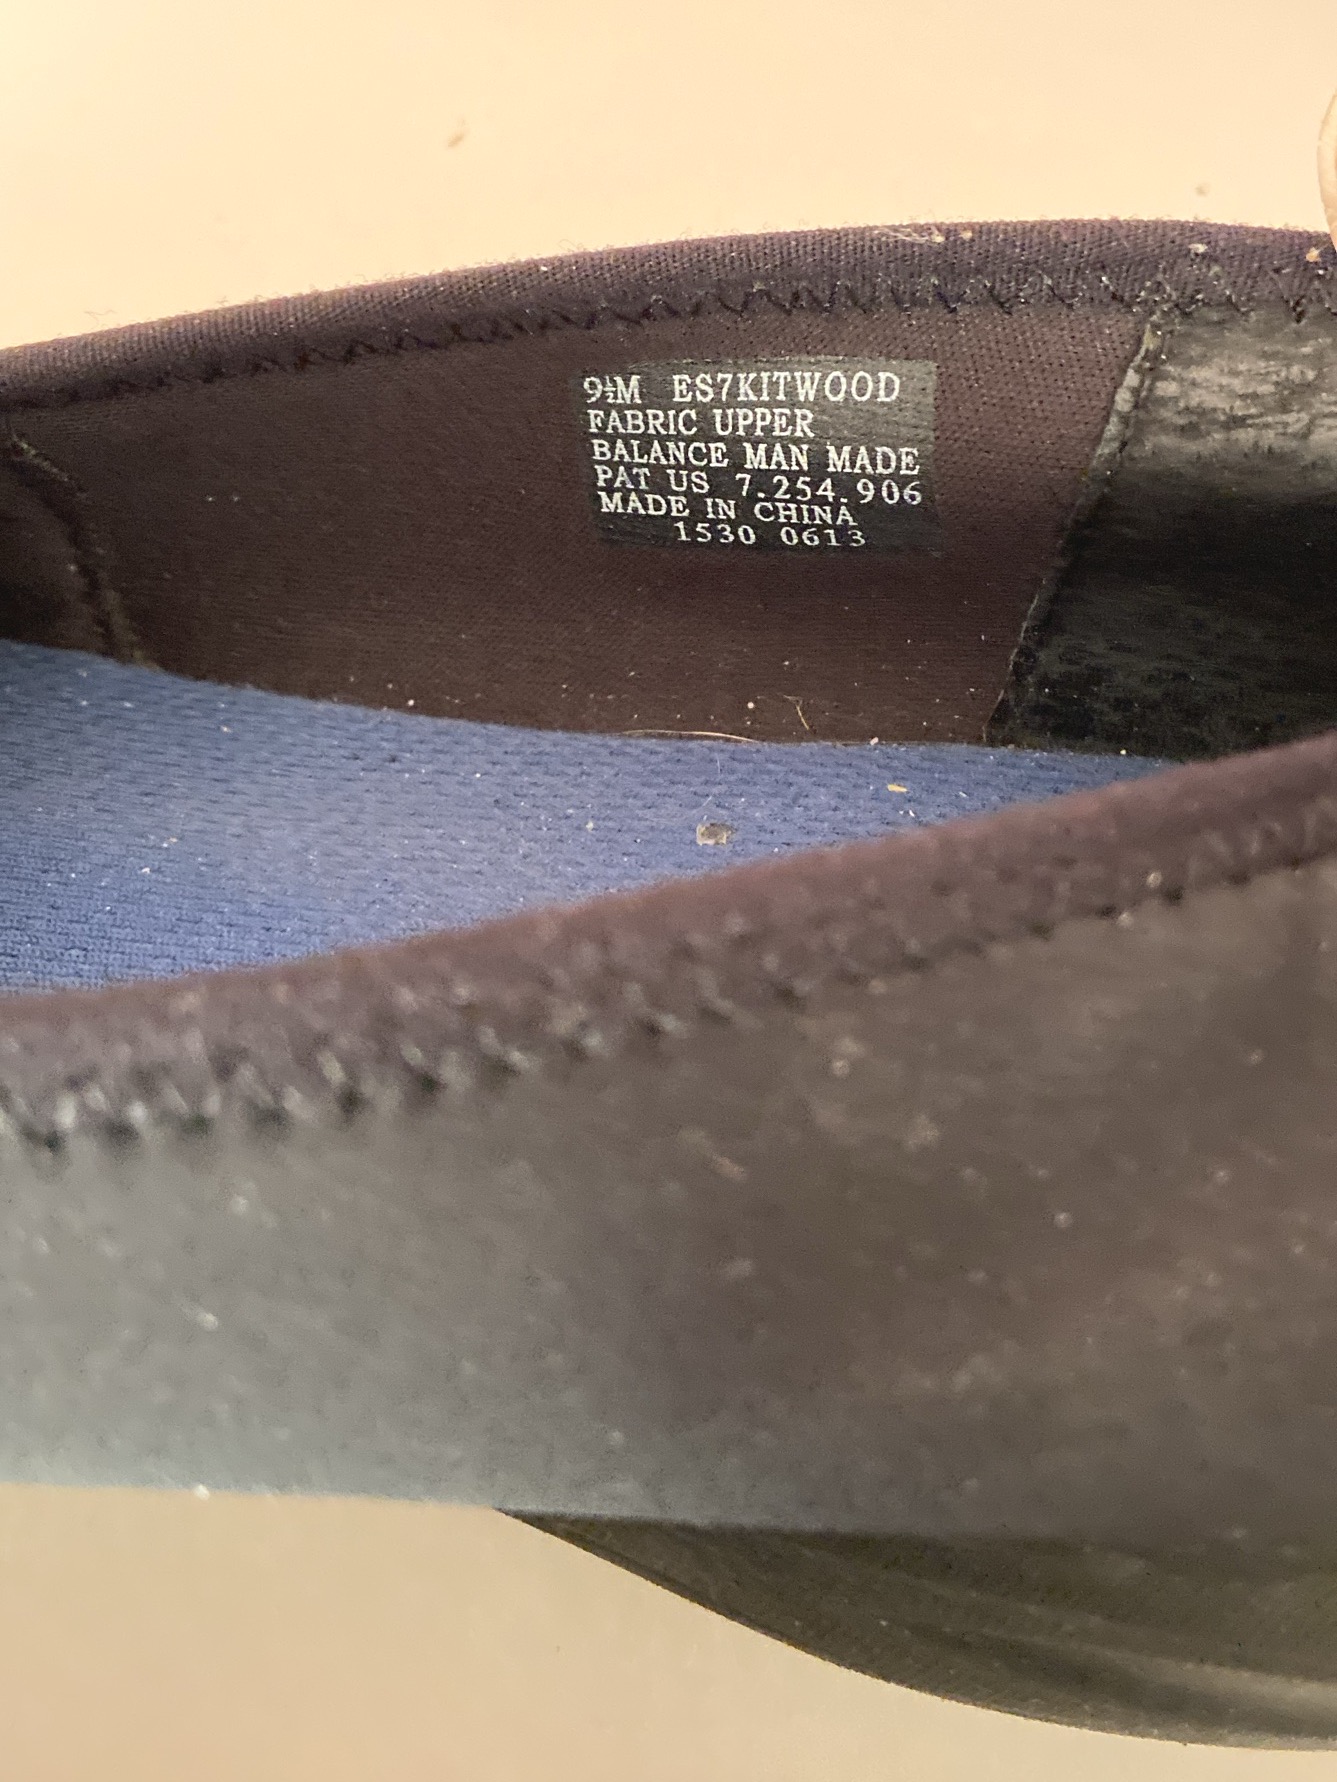 9½M ES7KITWOOD
FABRIC UPPER
BALANCE MAN MADE
PAT US 7.254.906
MADE IN CHINA
1530 0613